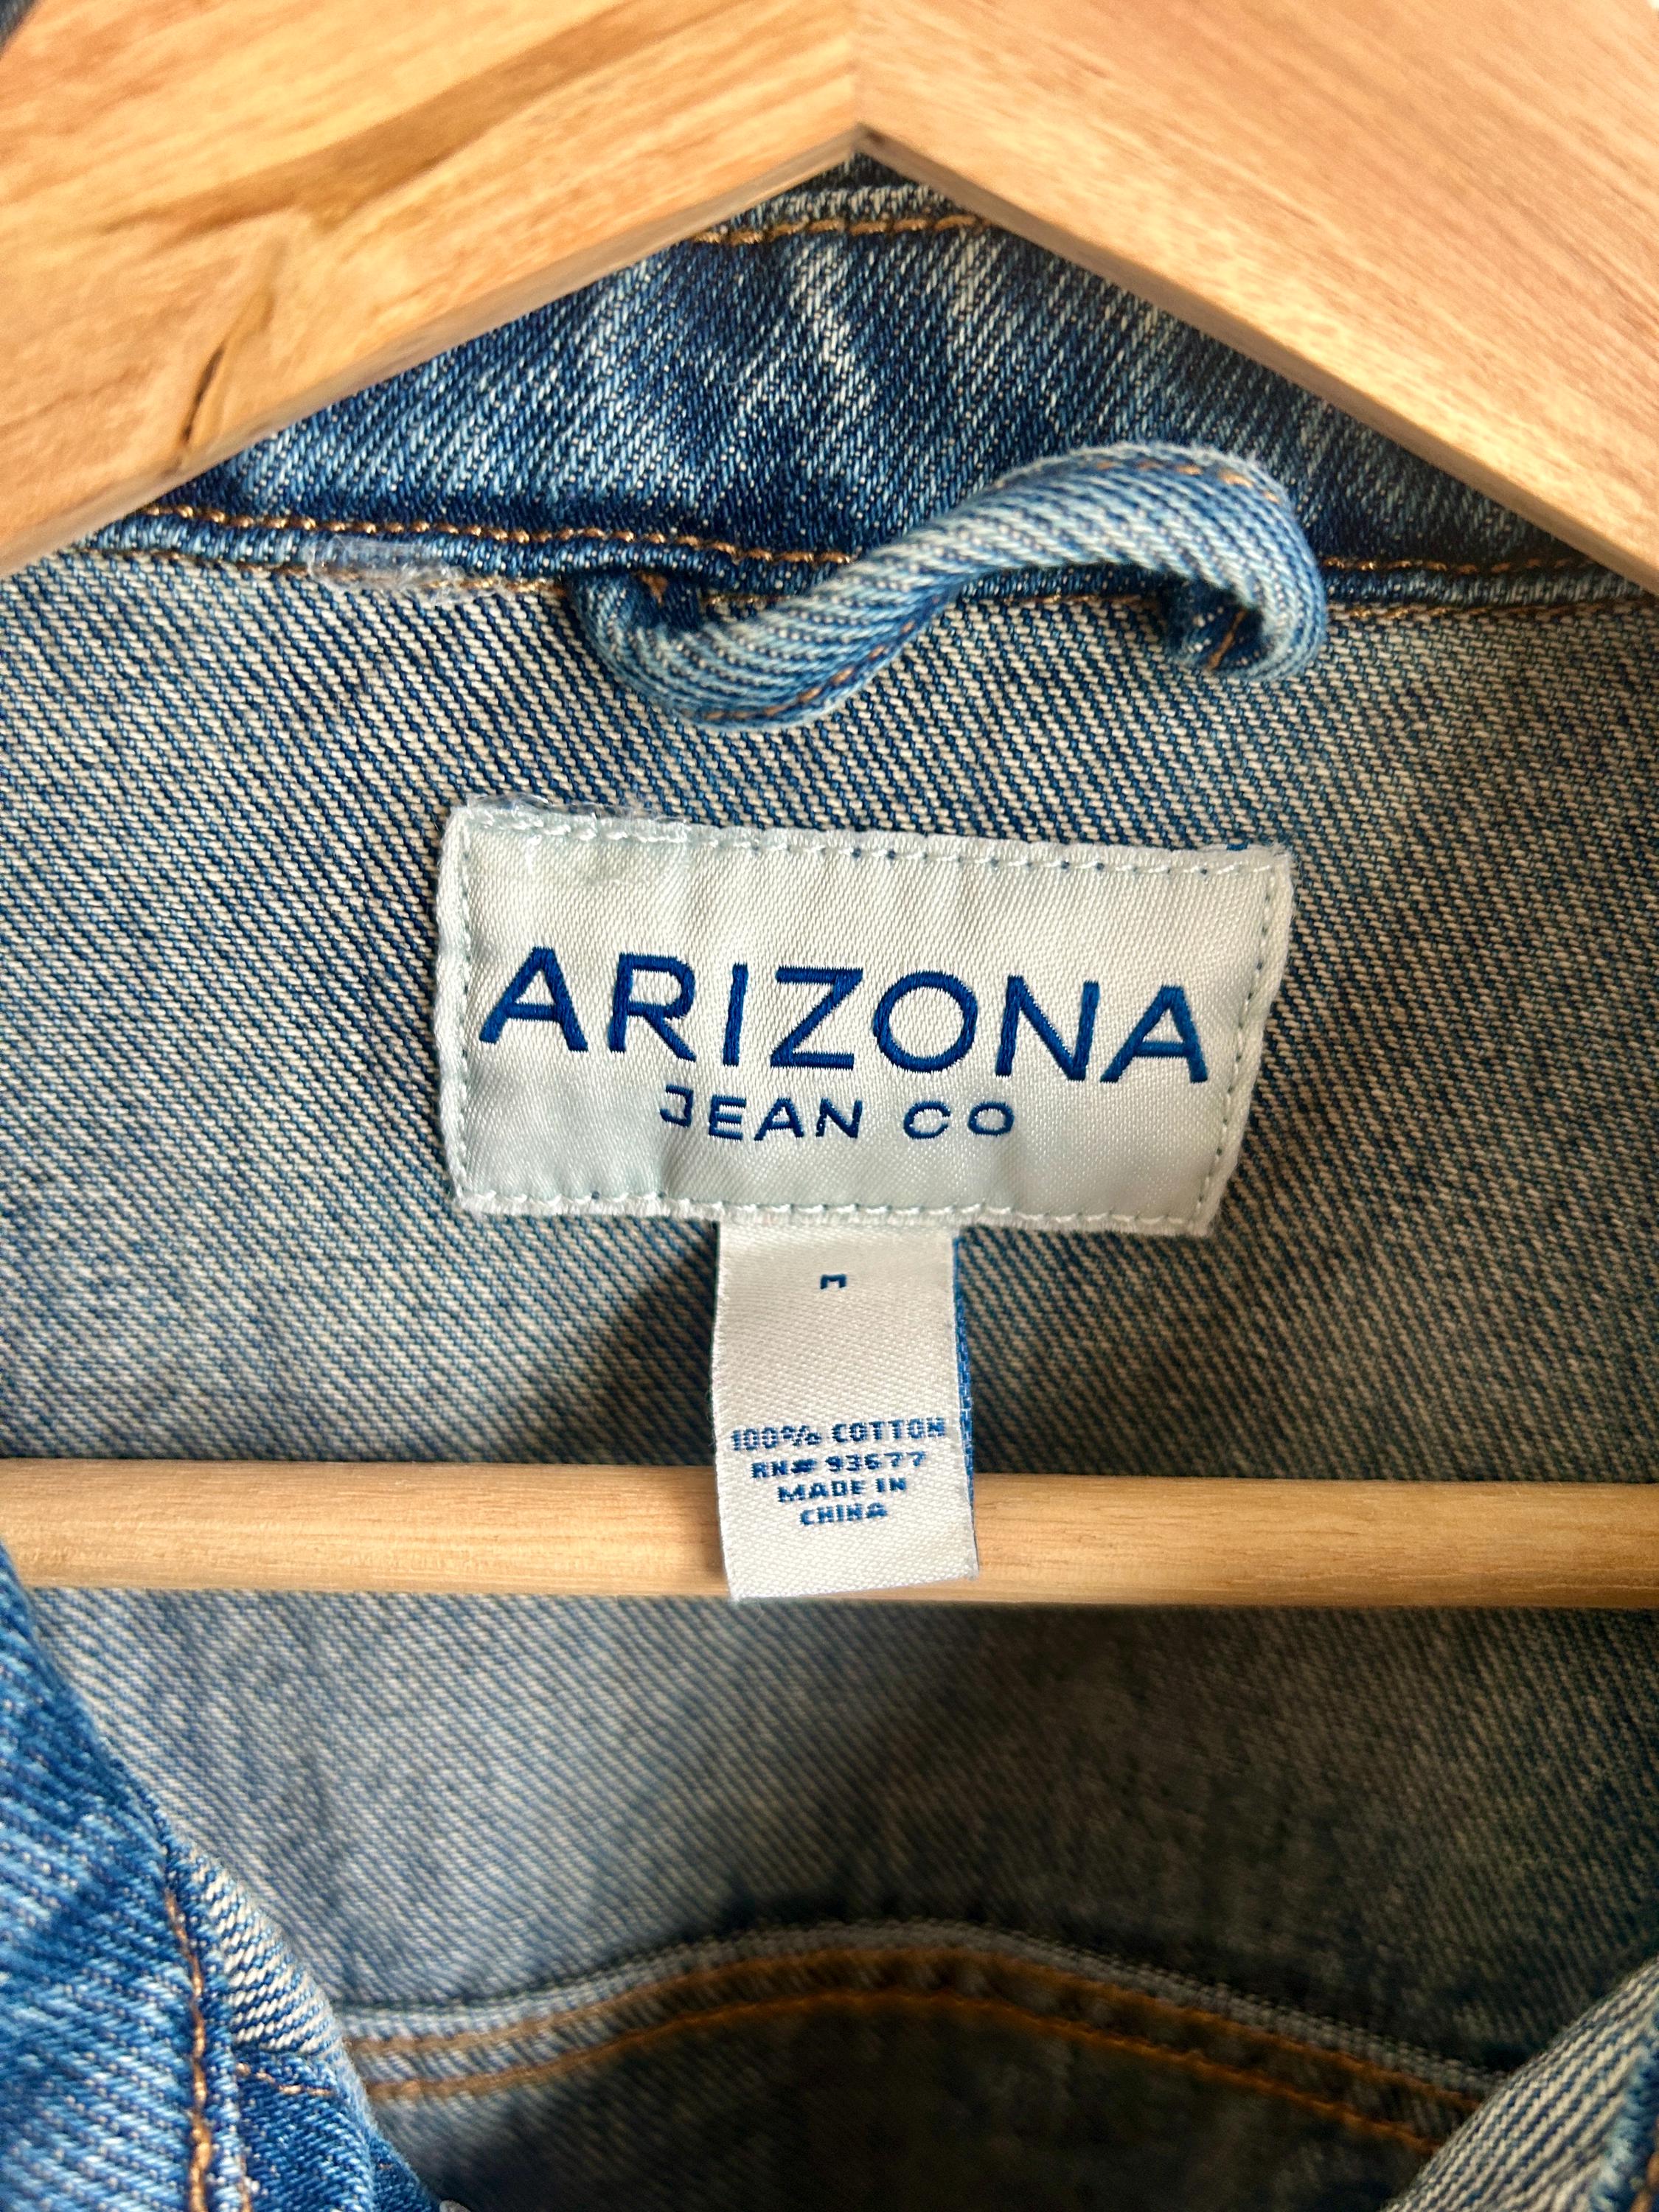 ARIZONA
JEAN CO
M
100% COTTON
RN# 93677
MADE IN
CHINA